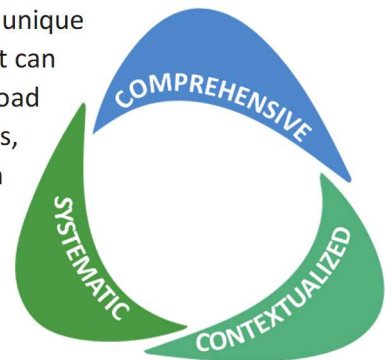 unique
t can
oad
s,
COMPREHENSIVE
SYSTEMATIC
CONTEXTUALIZED